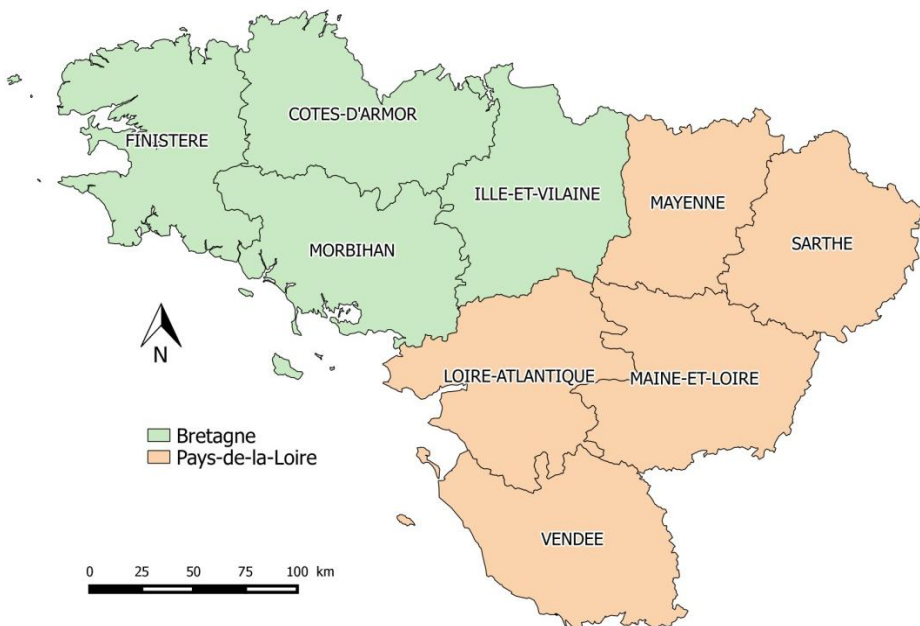 COTES-D'ARMOR
FINISTERE
ILLE-ET-VILAINE
MAYENNE
SARTHE
MORBIHAN
N
LOIRE-ATLANTIQUE
MAINE-ET-LOIRE
Bretagne
Pays-de-la-Loire
VENDEE
0 25 50 75 100 km